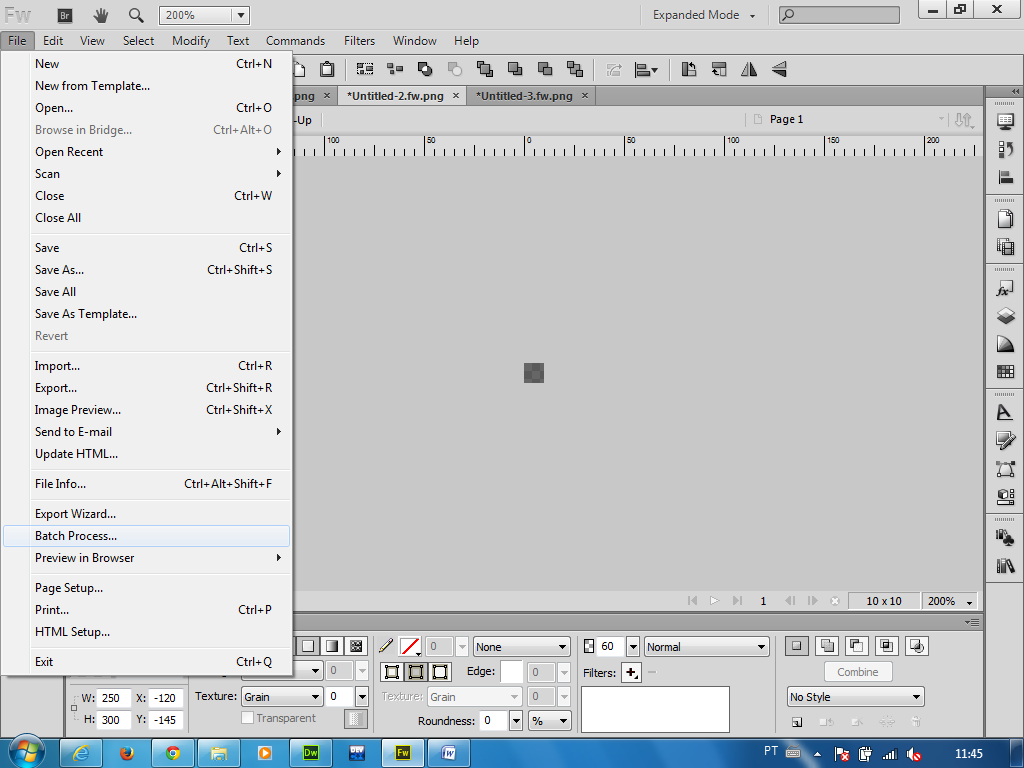 Fw Br 200% Expanded Mode
File Edit View Select Modify Text Commands Filters Window Help
New Ctrl+N
New from Template...
Open... Ctrl+O
Browse in Bridge... Ctrl+Alt+O
Open Recent
Scan
Close Ctrl+W
Close All
Save Ctrl+S
Save As... Ctrl+Shift+S
Save All
Save As Template...
Revert
Import... Ctrl+R
Export... Ctrl+Shift+R
Image Preview... Ctrl+Shift+X
Send to E-mail
Update HTML...
File Info... Ctrl+Alt+Shift+F
Export Wizard...
Batch Process...
Preview in Browser
Page Setup...
Print... Ctrl+P
HTML Setup...
Exit Ctrl+Q
png × *Untitled-2.fw.png × *Untitled-3.fw.png ×
-Up Page 1
100 50 0 50 100 150 200
1 10 x 10 200%
0 None 60 Normal
0 Edge: 0 Filters: Combine
W: 250 X: -120 Texture: Grain 0 Texture: Grain 0 No Style
H: 300 Y: -145 Transparent Roundness: 0 %
Dw Fw W PT 11:45